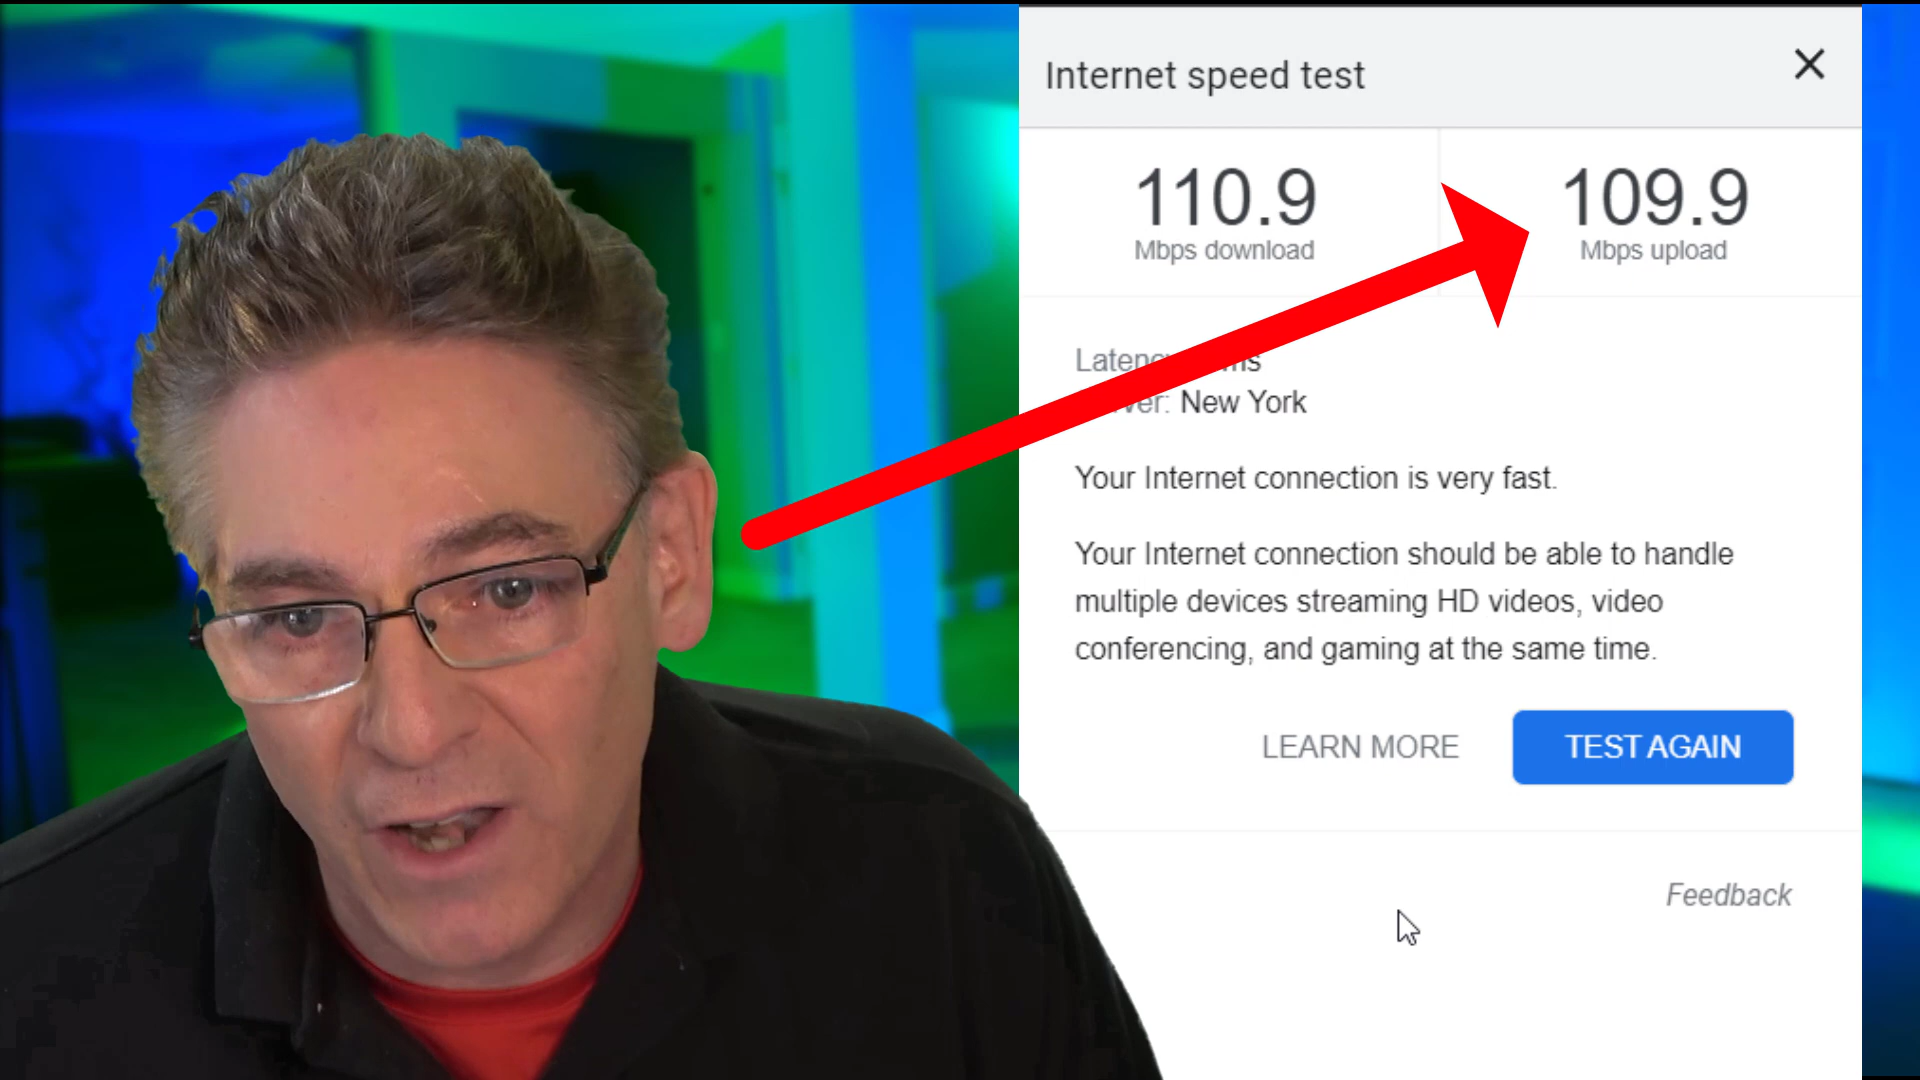 Internet speed test
110.9
Mbps download
109.9
Mbps upload
New York
Your Internet connection is very fast.
Your Internet connection should be able to handle
multiple devices streaming HD videos, video
conferencing, and gaming at the same time.
LEARN MORE
TEST AGAIN
Feedback